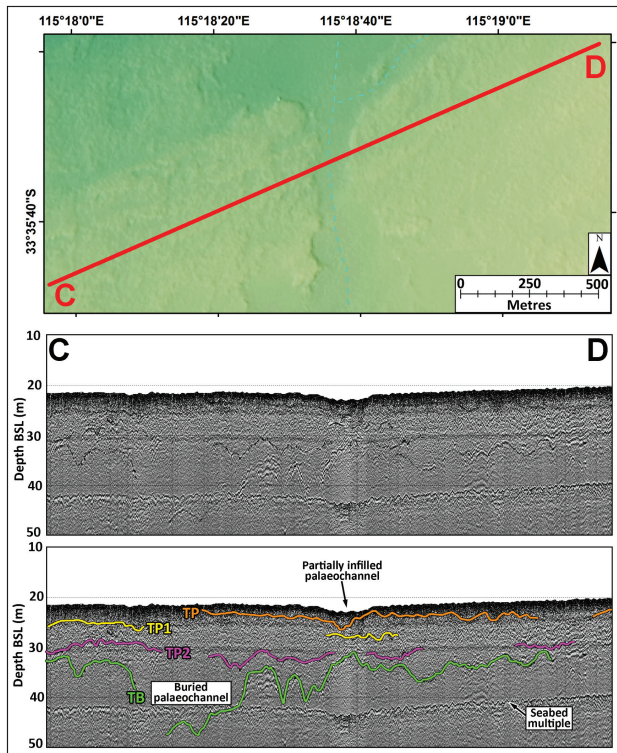 115°18'0"E 115°18'20"E 115°18'40"E 115°19'0"E
33°35'40"S
C
D
N
0 250 500
Metres
C D
10
20
30
40
50
Depth BSL (m)
10
20
30
40
50
Depth BSL (m)
Partially infilled
palaeochannel
TP
TP1
TP2
TB
Buried
palaeochannel
Seabed
multiple